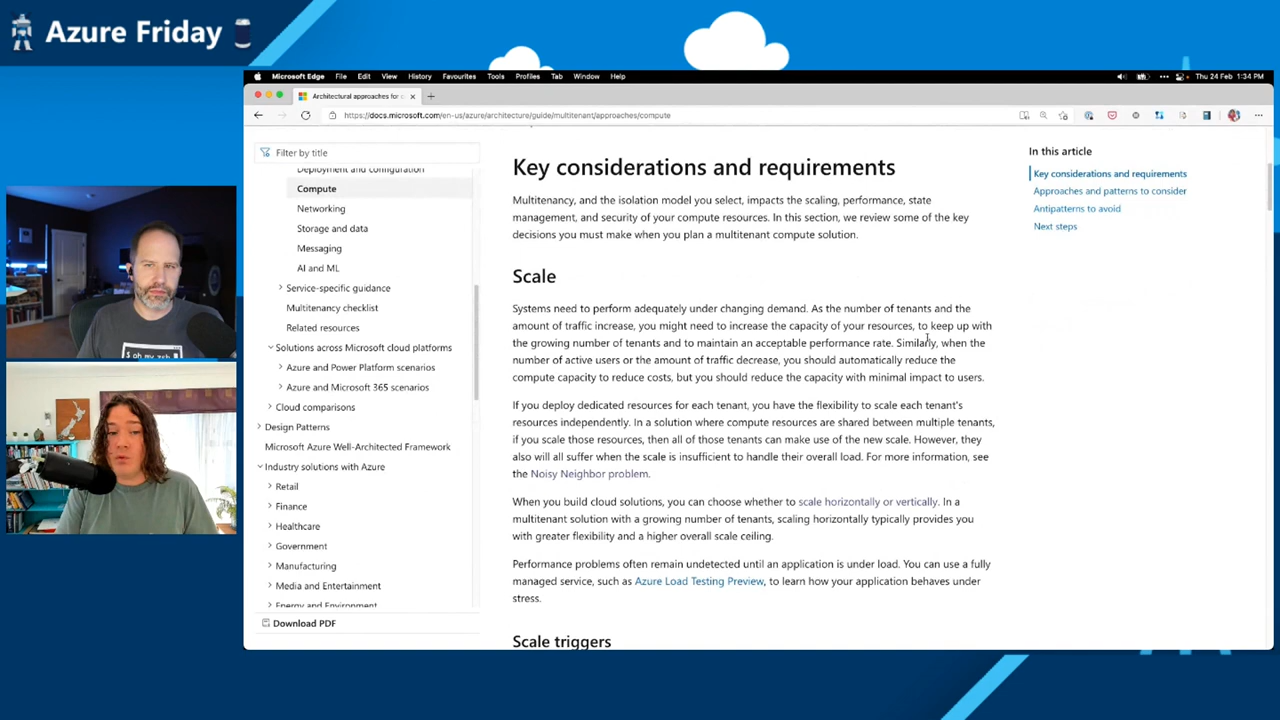 Azure Friday
Microsoft Edge File Edit View History Favourites Tools Profiles Tab Window Help
Thu 24 Feb 1:34 PM
Architectural approaches for c
https://docs.microsoft.com/en-us/azure/architecture/guide/multitenant/approaches/compute
Filter by title
Deployment and configuration
Compute
Networking
Storage and data
Messaging
AI and ML
Service-specific guidance
Multitenancy checklist
Related resources
Solutions across Microsoft cloud platforms
Azure and Power Platform scenarios
Azure and Microsoft 365 scenarios
Cloud comparisons
Design Patterns
Microsoft Azure Well-Architected Framework
Industry solutions with Azure
Retail
Finance
Healthcare
Government
Manufacturing
Media and Entertainment
Energy and Environment
Download PDF
Key considerations and requirements
Multitenancy, and the isolation model you select, impacts the scaling, performance, state
management, and security of your compute resources. In this section, we review some of the key
decisions you must make when you plan a multitenant compute solution.
Scale
Systems need to perform adequately under changing demand. As the number of tenants and the
amount of traffic increase, you might need to increase the capacity of your resources, to keep up with
the growing number of tenants and to maintain an acceptable performance rate. Similarly, when the
number of active users or the amount of traffic decrease, you should automatically reduce the
compute capacity to reduce costs, but you should reduce the capacity with minimal impact to users.
If you deploy dedicated resources for each tenant, you have the flexibility to scale each tenant's
resources independently. In a solution where compute resources are shared between multiple tenants,
if you scale those resources, then all of those tenants can make use of the new scale. However, they
also will all suffer when the scale is insufficient to handle their overall load. For more information, see
the Noisy Neighbor problem.
When you build cloud solutions, you can choose whether to scale horizontally or vertically. In a
multitenant solution with a growing number of tenants, scaling horizontally typically provides you
with greater flexibility and a higher overall scale ceiling.
Performance problems often remain undetected until an application is under load. You can use a fully
managed service, such as Azure Load Testing Preview, to learn how your application behaves under
stress.
Scale triggers
In this article
Key considerations and requirements
Approaches and patterns to consider
Antipatterns to avoid
Next steps
oh my zsh